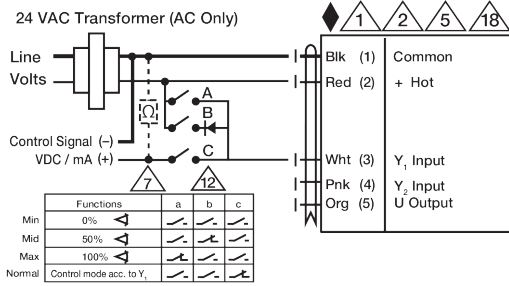 24 VAC Transformer (AC Only)
1 2 5 18
Line
Volts
Blk (1) Common
Red (2) + Hot
A
Ω
B
Control Signal (–)
VDC / mA (+)
C
Wht (3) Y1 Input
Pnk (4) Y2 Input
Org (5) U Output
7 12
Functions a b c
Min 0%
Mid 50%
Max 100%
Normal Control mode acc. to Y1